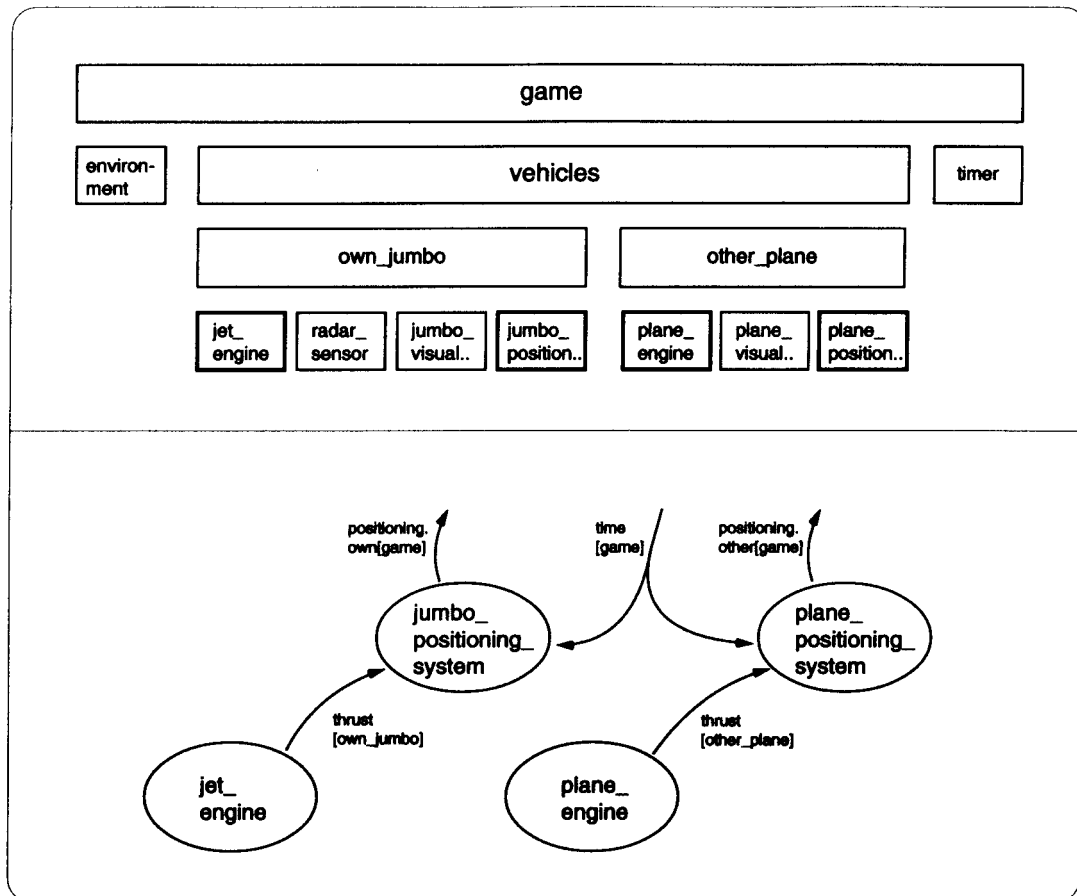 game
environ-
ment
vehicles
timer
own_jumbo
other_plane
jet_
engine
radar_
sensor
jumbo_
visual..
jumbo_
position..
plane_
engine
plane_
visual..
plane_
position..
positioning.
own[game]
time
[game]
positioning.
other[game]
jumbo_
positioning_
system
plane_
positioning_
system
thrust
[own_jumbo]
thrust
[other_plane]
jet_
engine
plane_
engine